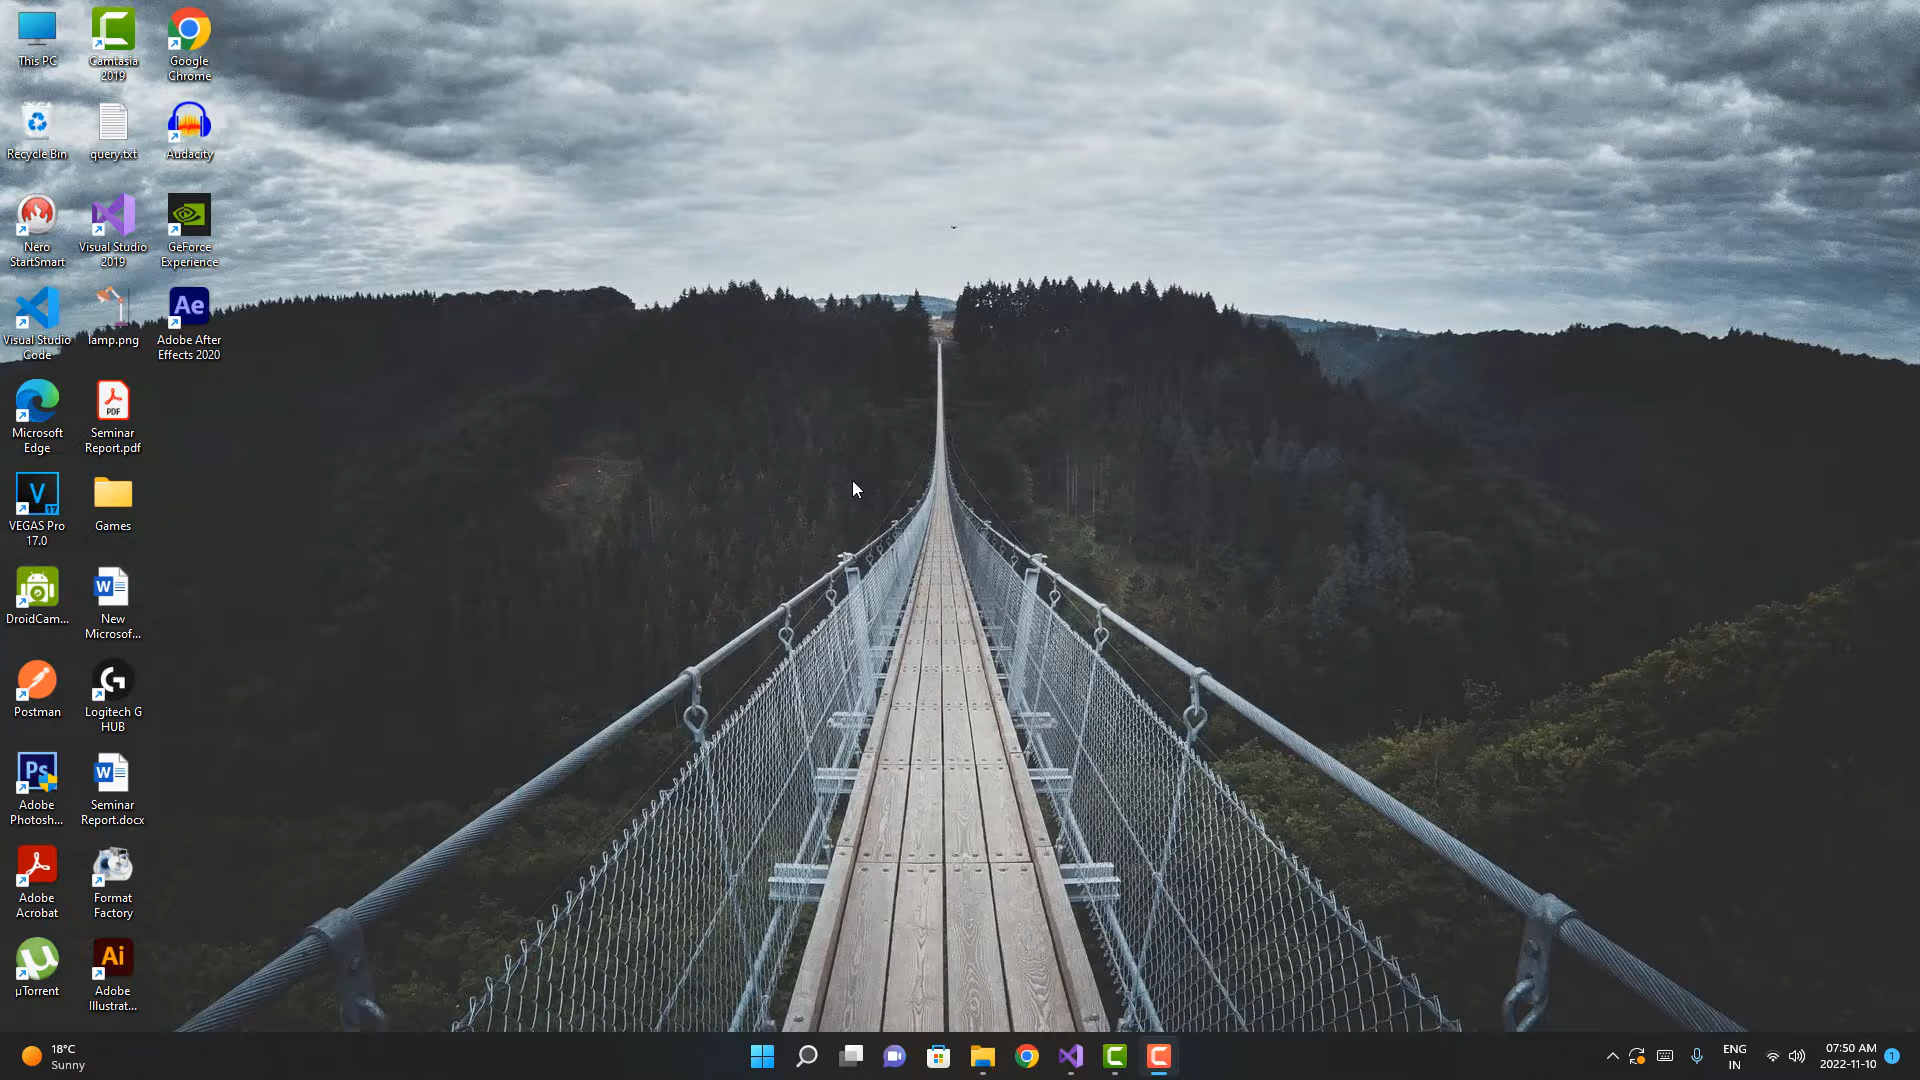 This PC
Camtasia
2019
Google
Chrome
Recycle Bin
query.txt
Audacity
Nero
StartSmart
Visual Studio
2019
GeForce
Experience
Visual Studio
Code
lamp.png
Ae
Adobe After
Effects 2020
Microsoft
Edge
PDF
Seminar
Report.pdf
V
17
VEGAS Pro
17.0
Games
DroidCam...
W
New
Microsof...
Postman
Logitech G
HUB
Ps
Adobe
Photosh...
W
Seminar
Report.docx
Adobe
Acrobat
Format
Factory
µTorrent
Ai
Adobe
Illustrat...
18°C
Sunny
ENG
IN
07:50 AM
2022-11-10
1